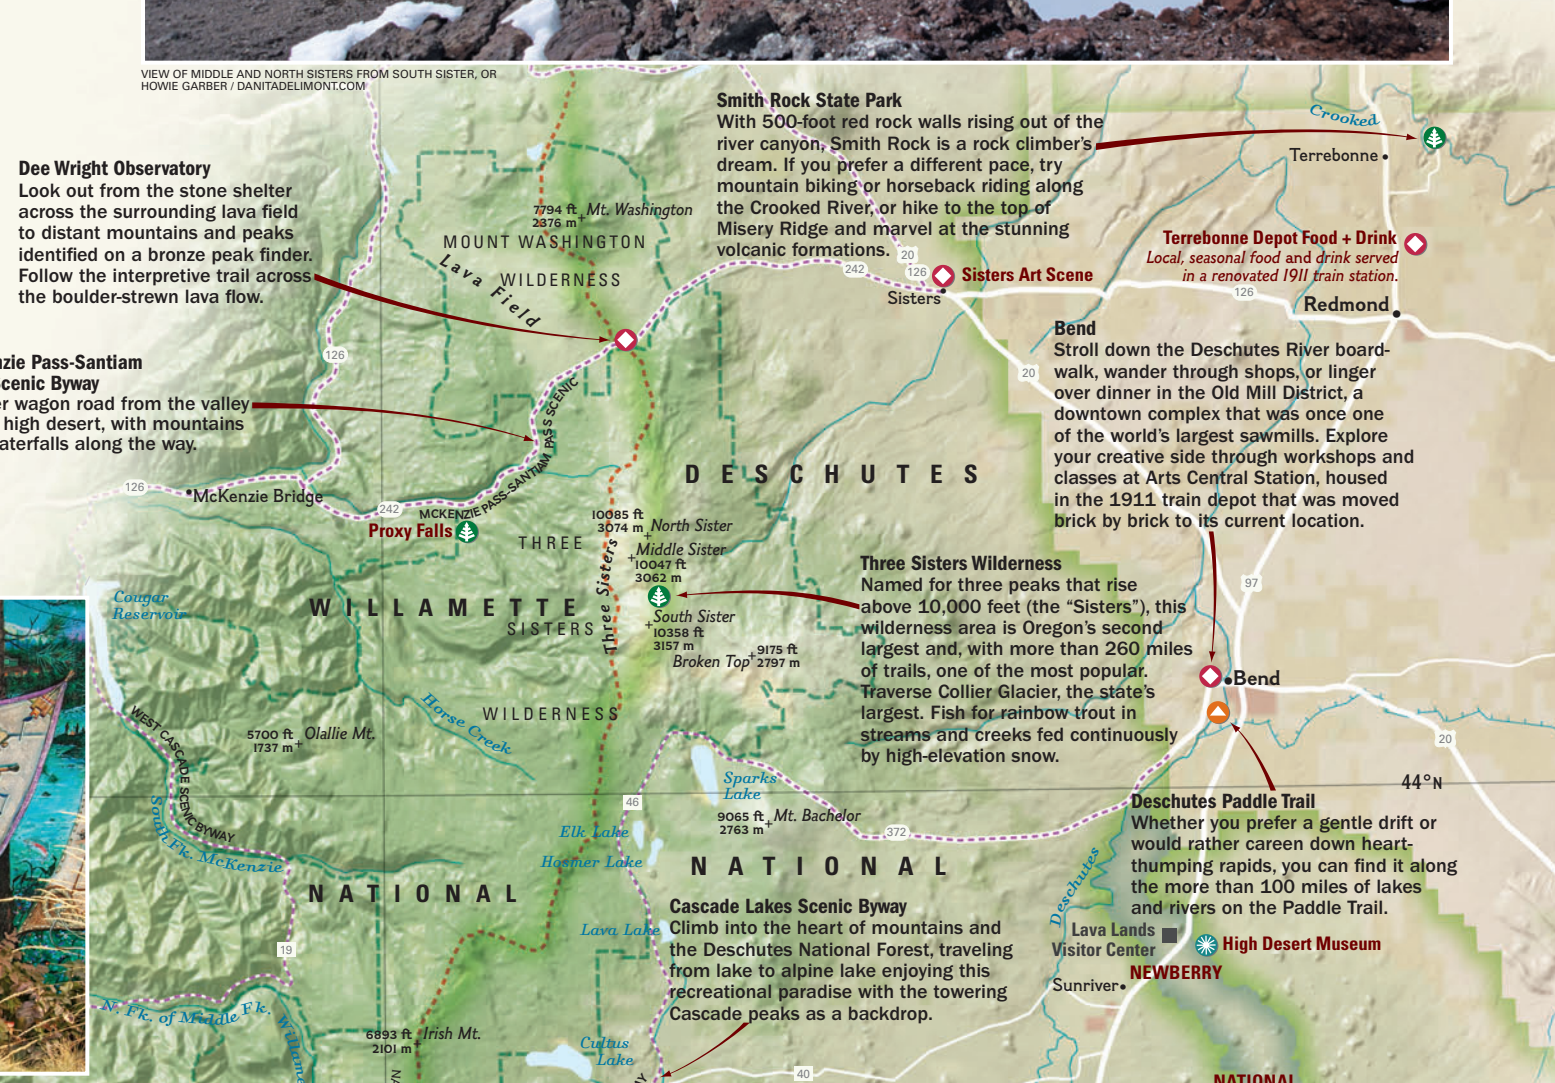 VIEW OF MIDDLE AND NORTH SISTERS FROM SOUTH SISTER, OR
HOWIE GARBER / DANITADELIMONT.COM
Smith Rock State Park
With 500-foot red rock walls rising out of the
river canyon, Smith Rock is a rock climber's
dream. If you prefer a different pace, try
mountain biking or horseback riding along
the Crooked River, or hike to the top of
Misery Ridge and marvel at the stunning
volcanic formations.
Crooked
Terrebonne
Dee Wright Observatory
Look out from the stone shelter
across the surrounding lava field
to distant mountains and peaks
identified on a bronze peak finder.
Follow the interpretive trail across
the boulder-strewn lava flow.
7794 ft
2376 m
Mt. Washington
MOUNT WASHINGTON
WILDERNESS
Lava Field
Terrebonne Depot Food + Drink
Local, seasonal food and drink served
in a renovated 1911 train station.
20
242
126
Sisters Art Scene
Sisters
126
Redmond
Bend
Stroll down the Deschutes River board-
walk, wander through shops, or linger
over dinner in the Old Mill District, a
downtown complex that was once one
of the world's largest sawmills. Explore
your creative side through workshops and
classes at Arts Central Station, housed
in the 1911 train depot that was moved
brick by brick to its current location.
126
20
nzie Pass-Santiam
Scenic Byway
er wagon road from the valley
high desert, with mountains
aterfalls along the way.
MCKENZIE PASS-SANTIAM PASS SCENIC
DESCHUTES
126
McKenzie Bridge
242
Proxy Falls
10085 ft
3074 m
North Sister
THREE
Middle Sister
10047 ft
3062 m
Three Sisters
Three Sisters Wilderness
Named for three peaks that rise
above 10,000 feet (the “Sisters”), this
wilderness area is Oregon's second
largest and, with more than 260 miles
of trails, one of the most popular.
Traverse Collier Glacier, the state's
largest. Fish for rainbow trout in
streams and creeks fed continuously
by high-elevation snow.
97
Cougar
Reservoir
WILLAMETTE
SISTERS
South Sister
10358 ft
3157 m
Broken Top
9175 ft
2797 m
Bend
WILDERNESS
Horse Creek
5700 ft
1737 m
Olallie Mt.
WEST CASCADE SCENIC BYWAY
20
44°N
Sparks
Lake
46
9065 ft
2763 m
Mt. Bachelor
372
Elk Lake
Hosmer Lake
South Fk. McKenzie
Deschutes Paddle Trail
Whether you prefer a gentle drift or
would rather careen down heart-
thumping rapids, you can find it along
the more than 100 miles of lakes
and rivers on the Paddle Trail.
Deschutes
NATIONAL
NATIONAL
Cascade Lakes Scenic Byway
Climb into the heart of mountains and
the Deschutes National Forest, traveling
from lake to alpine lake enjoying this
recreational paradise with the towering
Cascade peaks as a backdrop.
Lava Lake
Lava Lands
Visitor Center
High Desert Museum
NEWBERRY
Sunriver
19
N. Fk. of Middle Fk. Willame
6893 ft
2101 m
Irish Mt.
Cultus
Lake
40
NATIONAL